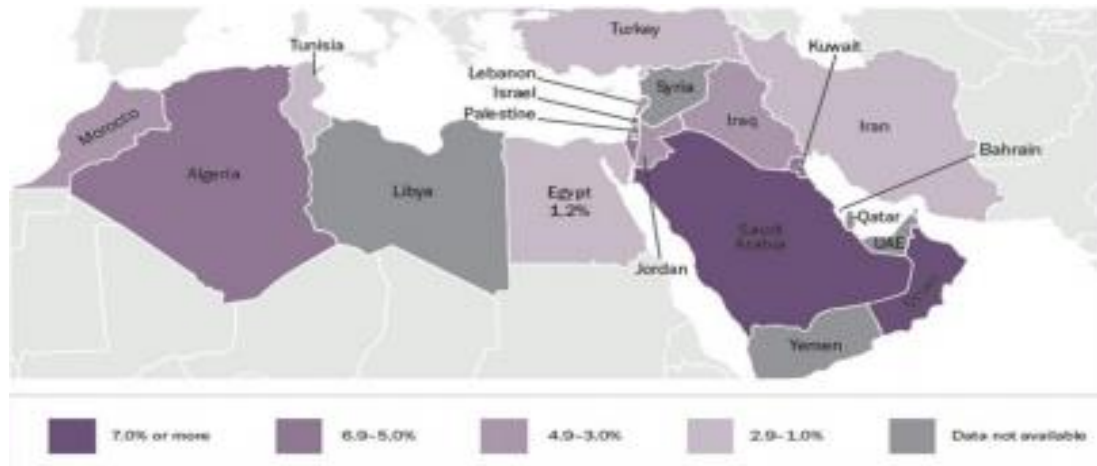 Turkey
Tunisia
Kuwait
Lebanon
Syria
Israel
Palestine
Morocco
Iraq
Iran
Bahrain
Algeria
Libya
Egypt
1.2%
Qatar
Saudi
Arabia
UAE
Jordan
Oman
Yemen
7.0% or more
6.9–5.0%
4.9–3.0%
2.9–1.0%
Data not available